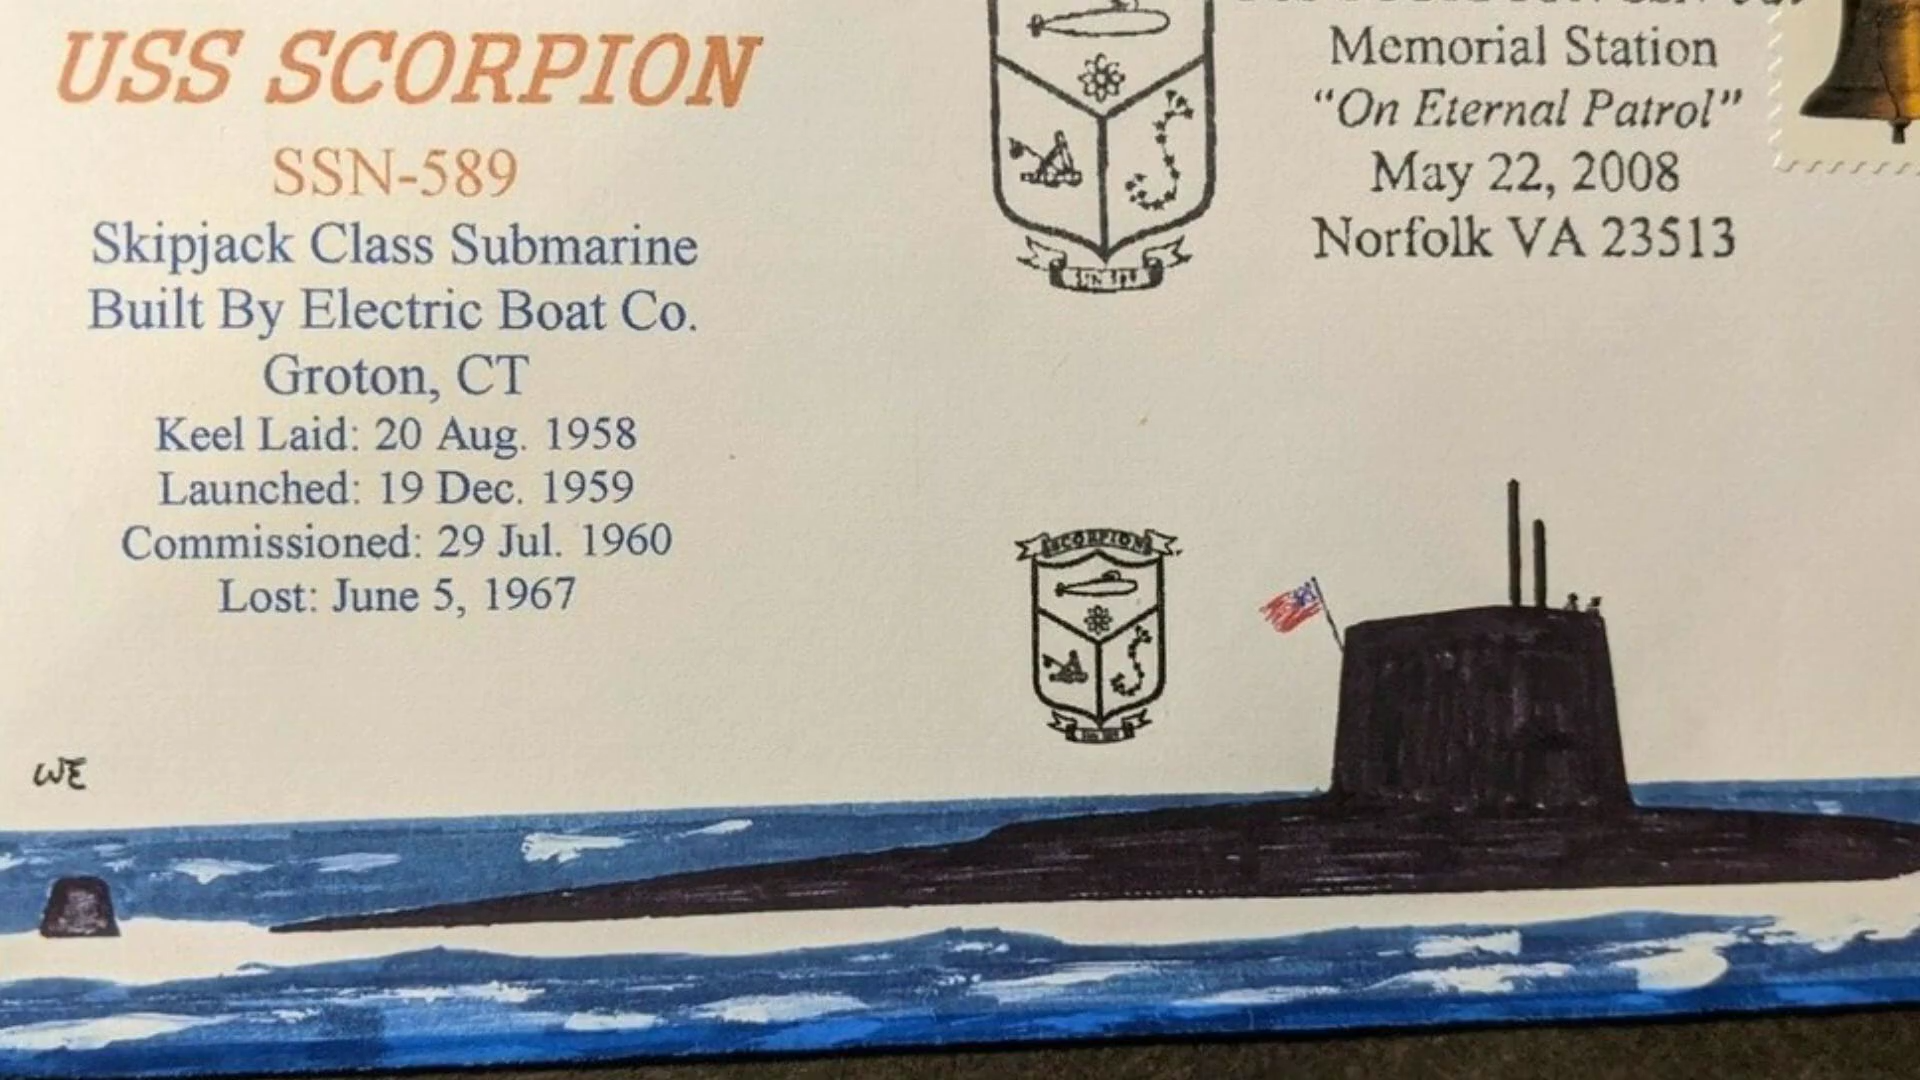 USS SCORPION
SSN-589
Skipjack Class Submarine
Built By Electric Boat Co.
Groton, CT
Keel Laid: 20 Aug. 1958
Launched: 19 Dec. 1959
Commissioned: 29 Jul. 1960
Lost: June 5, 1967
Memorial Station
“On Eternal Patrol”
May 22, 2008
Norfolk VA 23513
SCORPION
WE